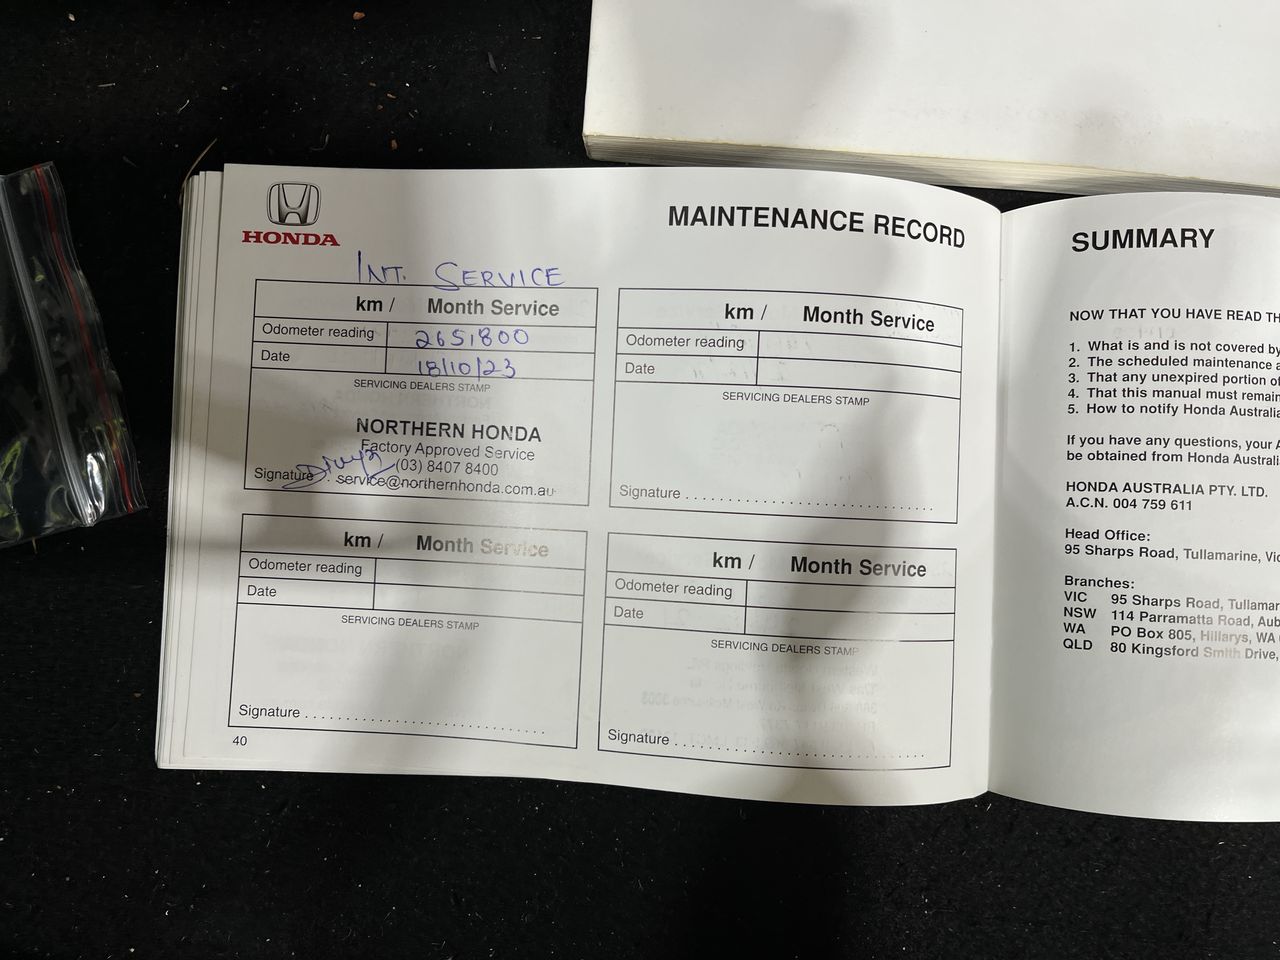 HONDA
MAINTENANCE RECORD
INT. SERVICE
km / Month Service
Odometer reading 265,800
Date 18/10/23
SERVICING DEALERS STAMP
NORTHERN HONDA
Factory Approved Service
(03) 8407 8400
service@northernhonda.com.au
Signature
km / Month Service
Odometer reading
Date
SERVICING DEALERS STAMP
Signature
km / Month Service
Odometer reading
Date
SERVICING DEALERS STAMP
Signature
km / Month Service
Odometer reading
Date
SERVICING DEALERS STAMP
Signature
40
SUMMARY
NOW THAT YOU HAVE READ TH
1. What is and is not covered by
2. The scheduled maintenance a
3. That any unexpired portion of
4. That this manual must remain
5. How to notify Honda Australia
If you have any questions, your A
be obtained from Honda Australi
HONDA AUSTRALIA PTY. LTD.
A.C.N. 004 759 611
Head Office:
95 Sharps Road, Tullamarine, Vic
Branches:
VIC 95 Sharps Road, Tullamar
NSW 114 Parramatta Road, Aub
WA PO Box 805, Hillarys, WA
QLD 80 Kingsford Smith Drive,